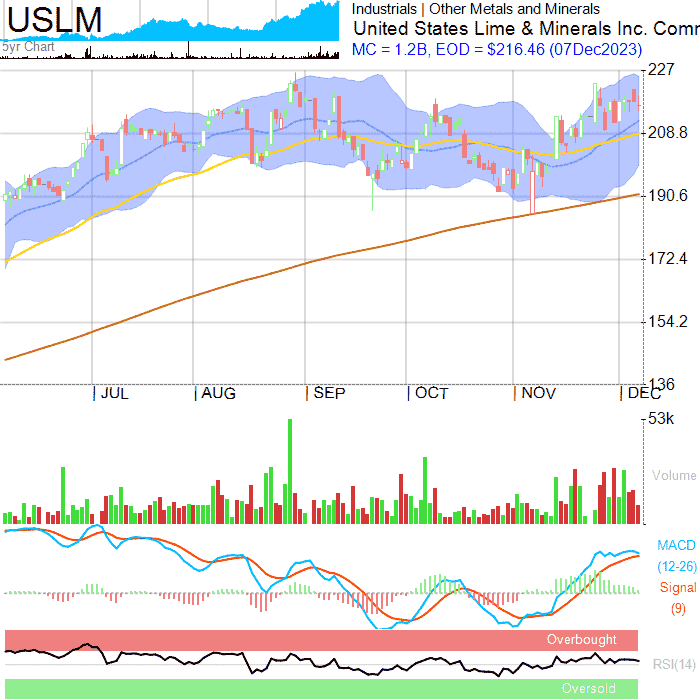 USLM
5yr Chart
Industrials | Other Metals and Minerals
United States Lime & Minerals Inc. Comm
MC = 1.2B, EOD = $216.46 (07Dec2023)
227
208.8
190.6
172.4
154.2
136
| JUL
| AUG
| SEP
| OCT
| NOV
| DEC
53k
Volume
MACD
(12-26)
Signal
(9)
Overbought
RSI(14)
Oversold